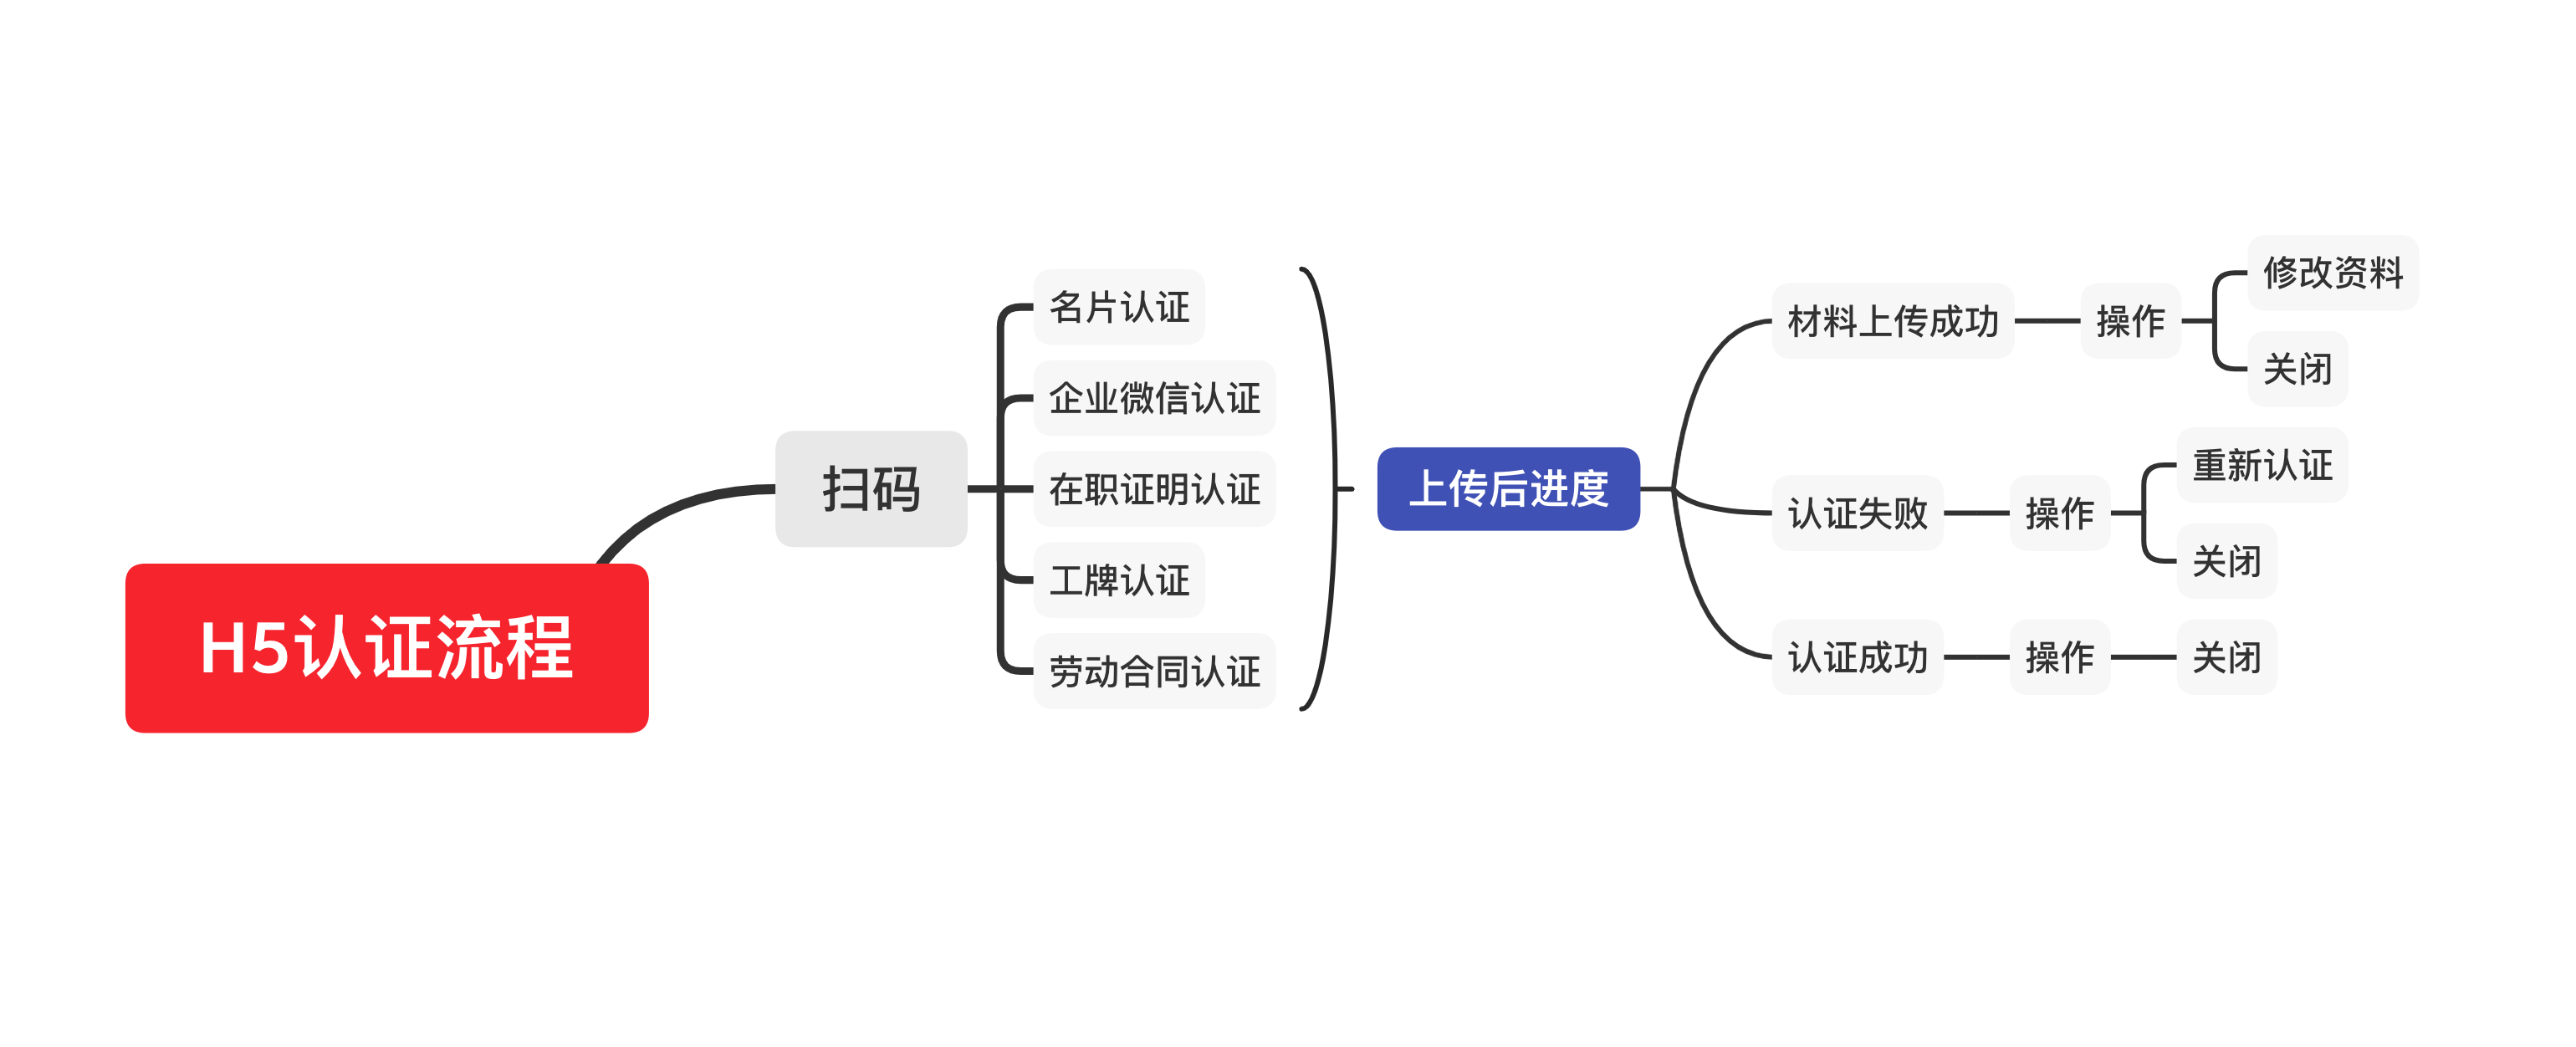 H5认证流程
扫码
名片认证
企业微信认证
在职证明认证
工牌认证
劳动合同认证
上传后进度
材料上传成功
操作
修改资料
关闭
认证失败
操作
重新认证
关闭
认证成功
操作
关闭